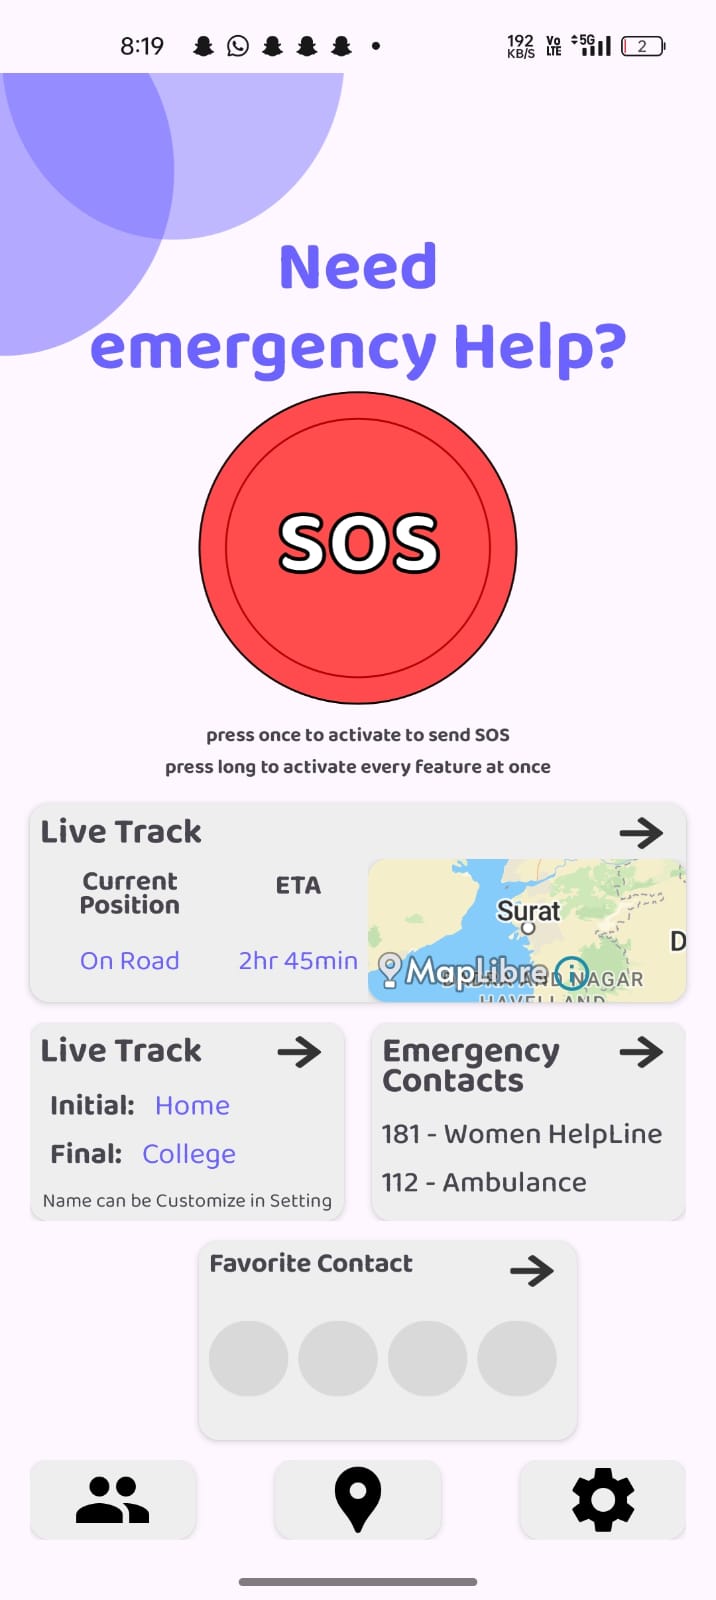 8:19
192 KB/S
Vo LTE
5G
2
Need
emergency Help?
SOS
press once to activate to send SOS
press long to activate every feature at once
Live Track
Current
Position
ETA
On Road
2hr 45min
Surat
D
MapLibre
DADRA AND NAGAR
HAVELI AND
Live Track
Initial: Home
Final: College
Name can be Customize in Setting
Emergency
Contacts
181 - Women HelpLine
112 - Ambulance
Favorite Contact